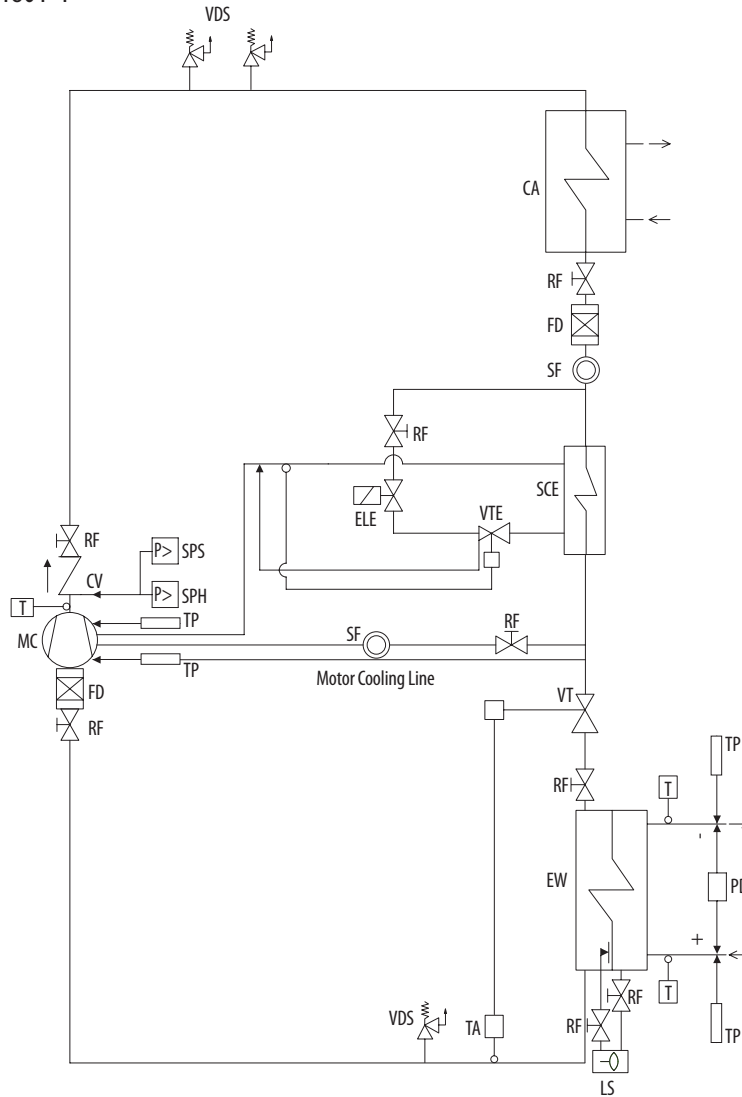 VDS
CA
RF
FD
SF
RF
SCE
ELE
VTE
RF
P> SPS
CV
P> SPH
T
TP
MC
SF
RF
TP
Motor Cooling Line
FD
VT
RF
TP
RF
T
-
EW
+
T
RF
VDS
TA
RF
TP
LS